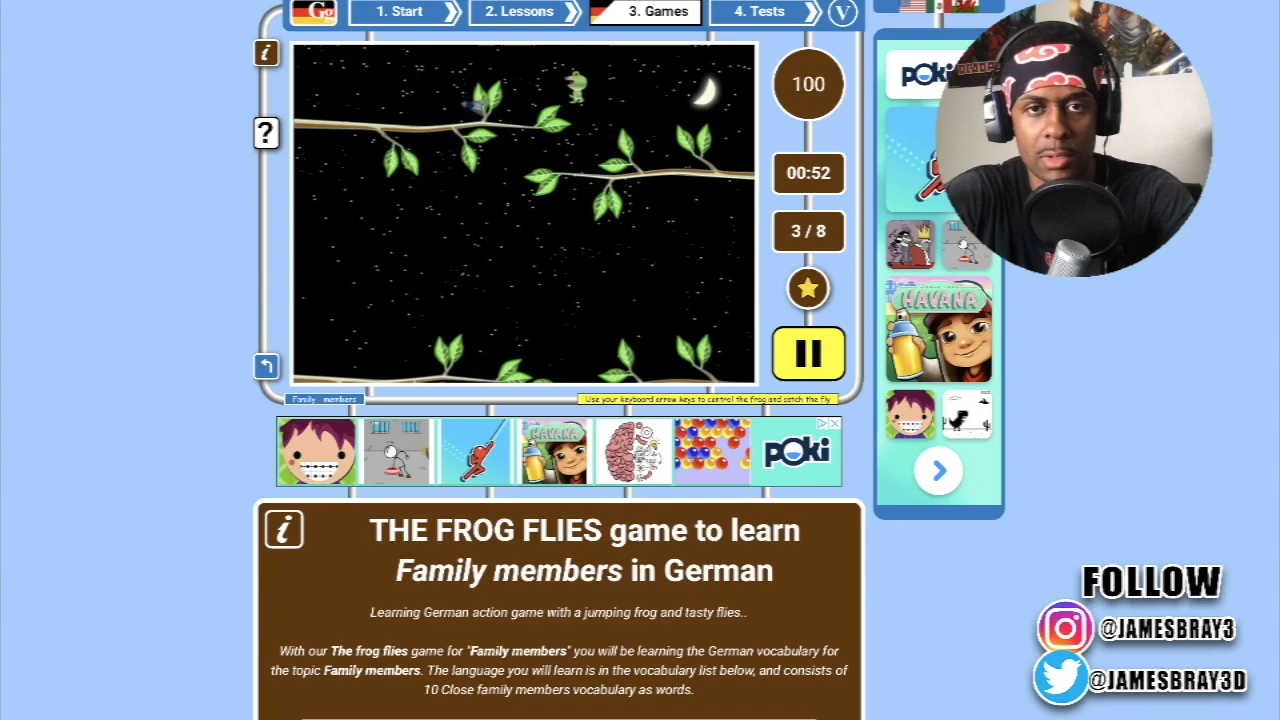 Gg
1. Start
2. Lessons
3. Games
4. Tests
V
i
?
100
00:52
3 / 8
Family - members
Use your keyboard arrow keys to control the frog and catch the fly
HAVANA
POKi
POKi
HAVANA
i
THE FROG FLIES game to learn
Family members in German
Learning German action game with a jumping frog and tasty flies..
With our The frog flies game for "Family members" you will be learning the German vocabulary for
the topic Family members. The language you will learn is in the vocabulary list below, and consists of
10 Close family members vocabulary as words.
FOLLOW
@JAMESBRAY3
@JAMESBRAY3D